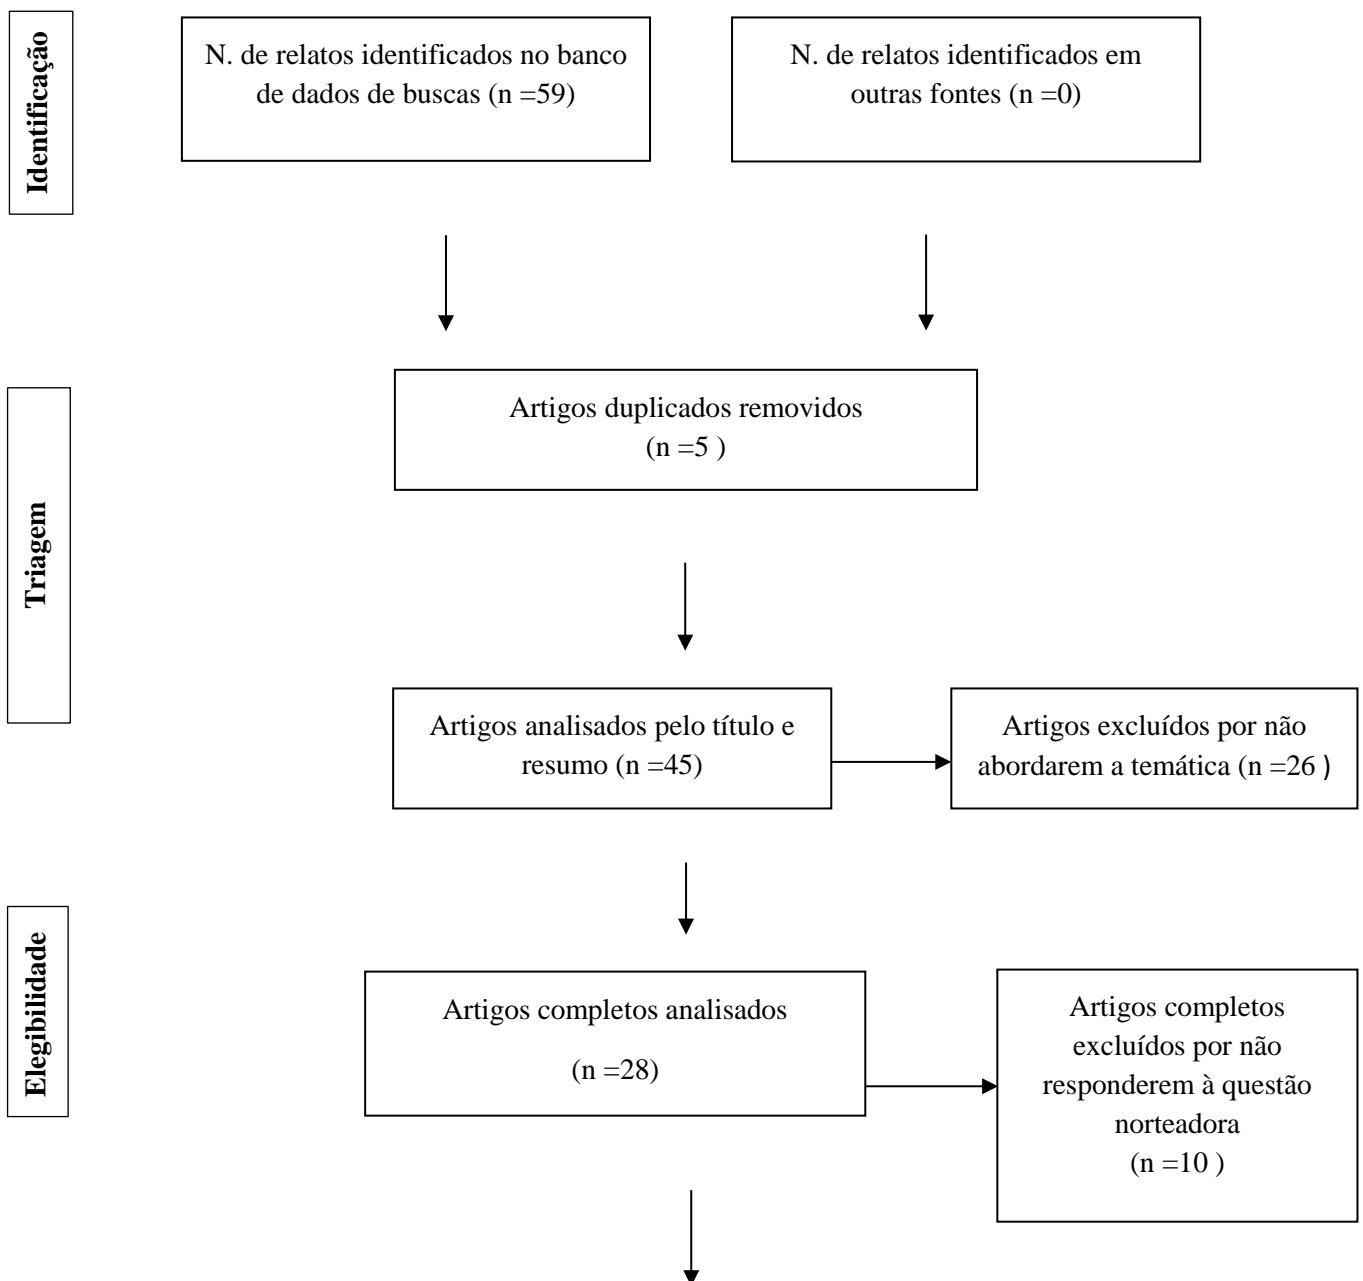 Identificação
N. de relatos identificados no banco
de dados de buscas (n =59)
N. de relatos identificados em
outras fontes (n =0)
Triagem
Artigos duplicados removidos
(n =5 )
Artigos analisados pelo título e
resumo (n =45)
Artigos excluídos por não
abordarem a temática (n =26 )
Elegibilidade
Artigos completos analisados
(n =28)
Artigos completos
excluídos por não
responderem à questão
norteadora
(n =10 )